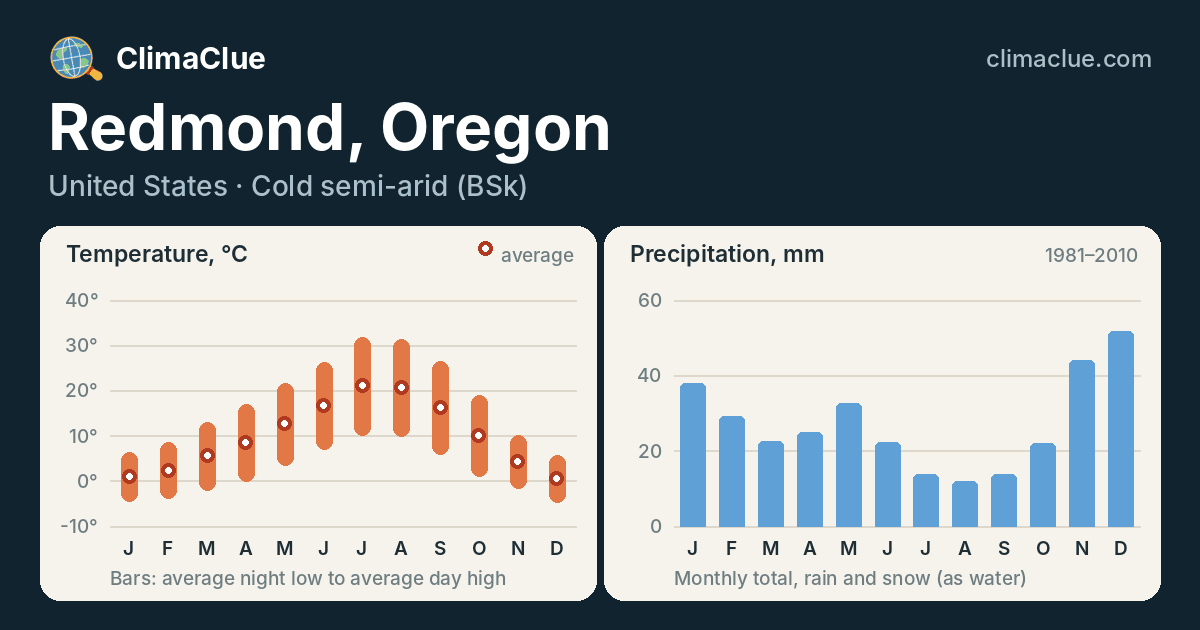 ClimaClue
climaclue.com
Redmond, Oregon
United States · Cold semi-arid (BSk)
Temperature, °C
average
40°
30°
20°
10°
0°
-10°
J F M A M J J A S O N D
Bars: average night low to average day high
Precipitation, mm
1981–2010
60
40
20
0
J F M A M J J A S O N D
Monthly total, rain and snow (as water)